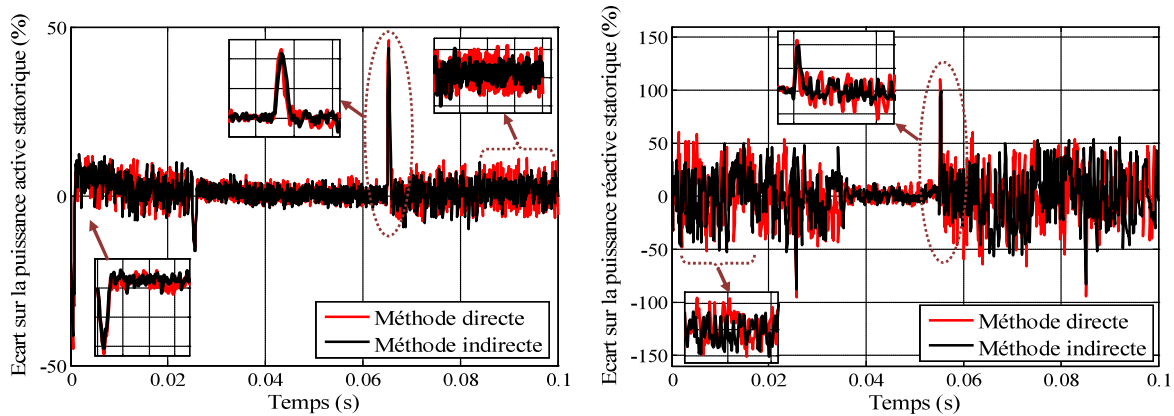 Ecart sur la puissance active statorique (%)
50
0
-50
0
0.02
0.04
0.06
0.08
0.1
Temps (s)
Méthode directe
Méthode indirecte
Ecart sur la puissance réactive statorique (%)
150
100
50
0
-50
-100
-150
0
0.02
0.04
0.06
0.08
0.1
Temps (s)
Méthode directe
Méthode indirecte